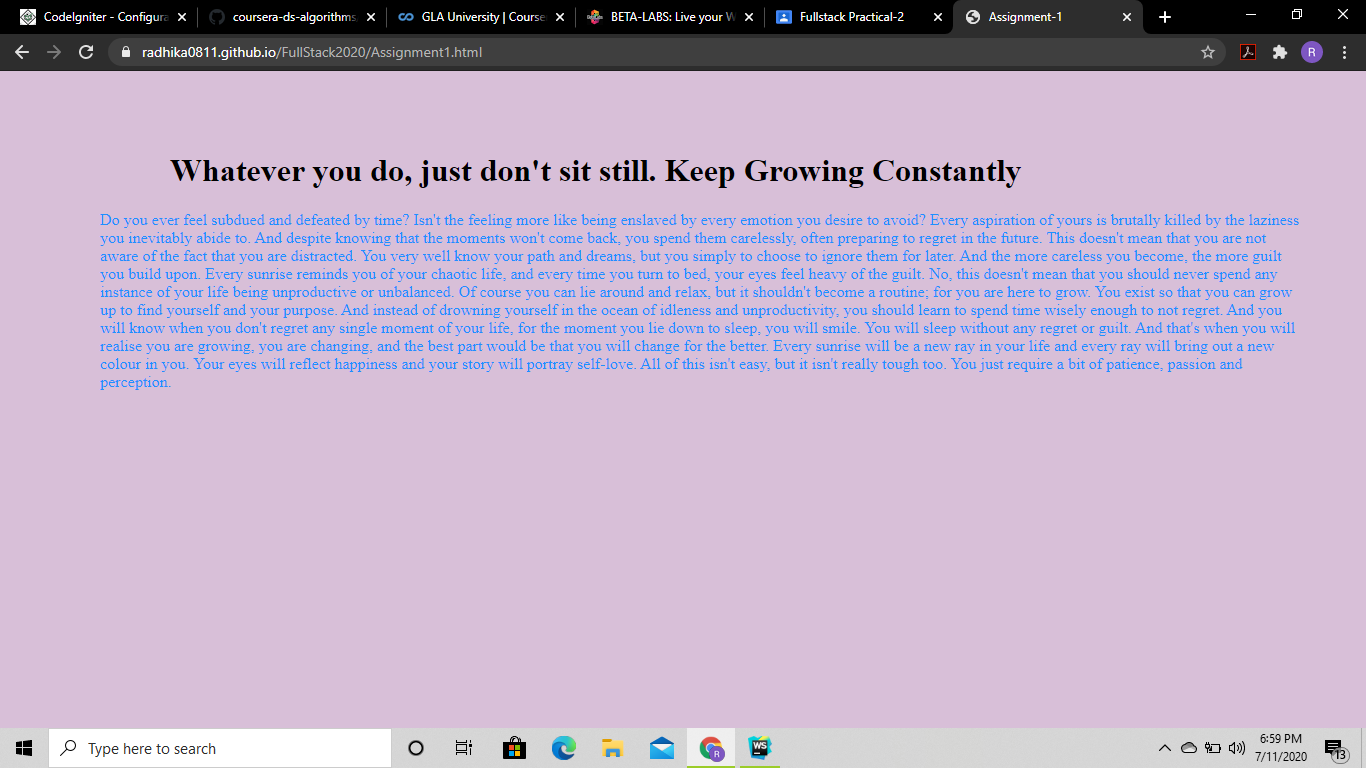 CodeIgniter - Configura
coursera-ds-algorithms
GLA University | Course
BETA-LABS: Live your W
Fullstack Practical-2
Assignment-1
radhika0811.github.io/FullStack2020/Assignment1.html
R
Whatever you do, just don't sit still. Keep Growing Constantly
Do you ever feel subdued and defeated by time? Isn't the feeling more like being enslaved by every emotion you desire to avoid? Every aspiration of yours is brutally killed by the laziness
you inevitably abide to. And despite knowing that the moments won't come back, you spend them carelessly, often preparing to regret in the future. This doesn't mean that you are not
aware of the fact that you are distracted. You very well know your path and dreams, but you simply to choose to ignore them for later. And the more careless you become, the more guilt
you build upon. Every sunrise reminds you of your chaotic life, and every time you turn to bed, your eyes feel heavy of the guilt. No, this doesn't mean that you should never spend any
instance of your life being unproductive or unbalanced. Of course you can lie around and relax, but it shouldn't become a routine; for you are here to grow. You exist so that you can grow
up to find yourself and your purpose. And instead of drowning yourself in the ocean of idleness and unproductivity, you should learn to spend time wisely enough to not regret. And you
will know when you don't regret any single moment of your life, for the moment you lie down to sleep, you will smile. You will sleep without any regret or guilt. And that's when you will
realise you are growing, you are changing, and the best part would be that you will change for the better. Every sunrise will be a new ray in your life and every ray will bring out a new
colour in you. Your eyes will reflect happiness and your story will portray self-love. All of this isn't easy, but it isn't really tough too. You just require a bit of patience, passion and
perception.
Type here to search
R
WS
6:59 PM
7/11/2020
13